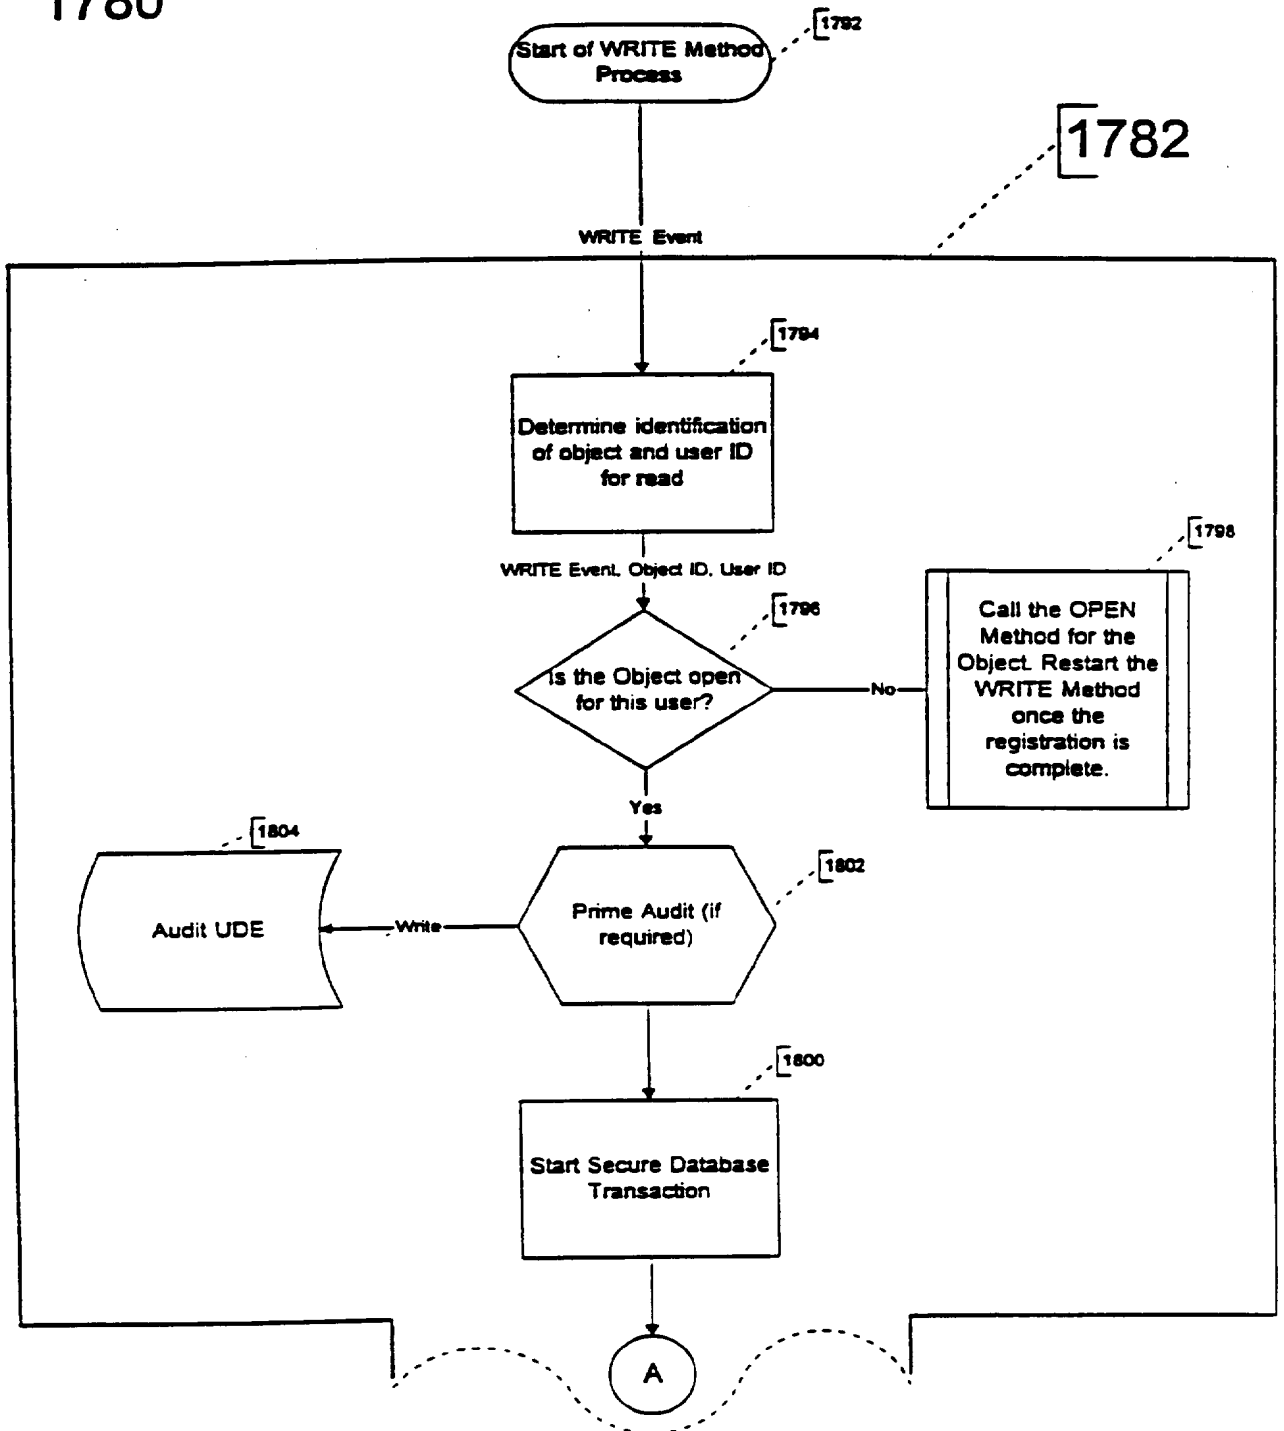 1780
1792
Start of WRITE Method
Process
1782
WRITE Event
1794
Determine identification
of object and user ID
for read
1798
WRITE Event, Object ID, User ID
1796
Call the OPEN
Method for the
Object. Restart the
WRITE Method
once the
registration is
complete.
Is the Object open
for this user?
No
Yes
1804
1802
Audit UDE
Write
Prime Audit (if
required)
1800
Start Secure Database
Transaction
A